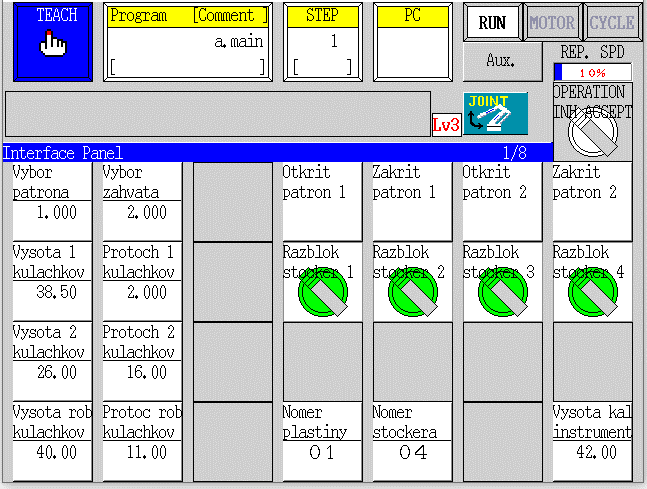 TEACH
Program [Comment ]
a.main
[ ]
STEP
1
[ ]
PC
RUN
MOTOR
CYCLE
Aux.
REP. SPD
10%
OPERATION
INH ACCEPT
Lv3
JOINT
Interface Panel 1/8
Vybor
patrona
1.000
Vybor
zahvata
2.000
Otkrit
patron 1
Zakrit
patron 1
Otkrit
patron 2
Zakrit
patron 2
Vysota 1
kulachkov
38.50
Protoch 1
kulachkov
2.000
Razblok
stocker 1
Razblok
stocker 2
Razblok
stocker 3
Razblok
stocker 4
Vysota 2
kulachkov
26.00
Protoch 2
kulachkov
16.00
Vysota rob
kulachkov
40.00
Protoc rob
kulachkov
11.00
Nomer
plastiny
01
Nomer
stockera
04
Vysota kal
instrument
42.00